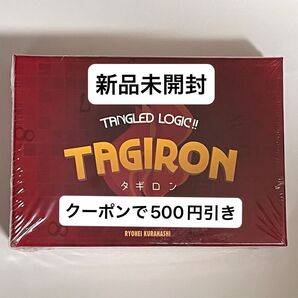 新品未開封
TANGLED LOGIC!!
TAGIRON
タギロン
クーポンで500円引き
RYOHEI KURAHASHI